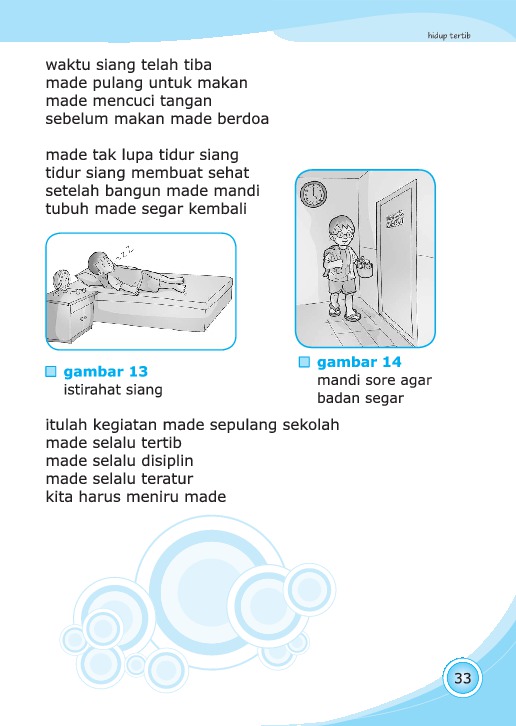 hidup tertib
waktu siang telah tiba
made pulang untuk makan
made mencuci tangan
sebelum makan made berdoa
made tak lupa tidur siang
tidur siang membuat sehat
setelah bangun made mandi
tubuh made segar kembali
zzz
gambar 13
istirahat siang
gambar 14
mandi sore agar
badan segar
itulah kegiatan made sepulang sekolah
made selalu tertib
made selalu disiplin
made selalu teratur
kita harus meniru made
33